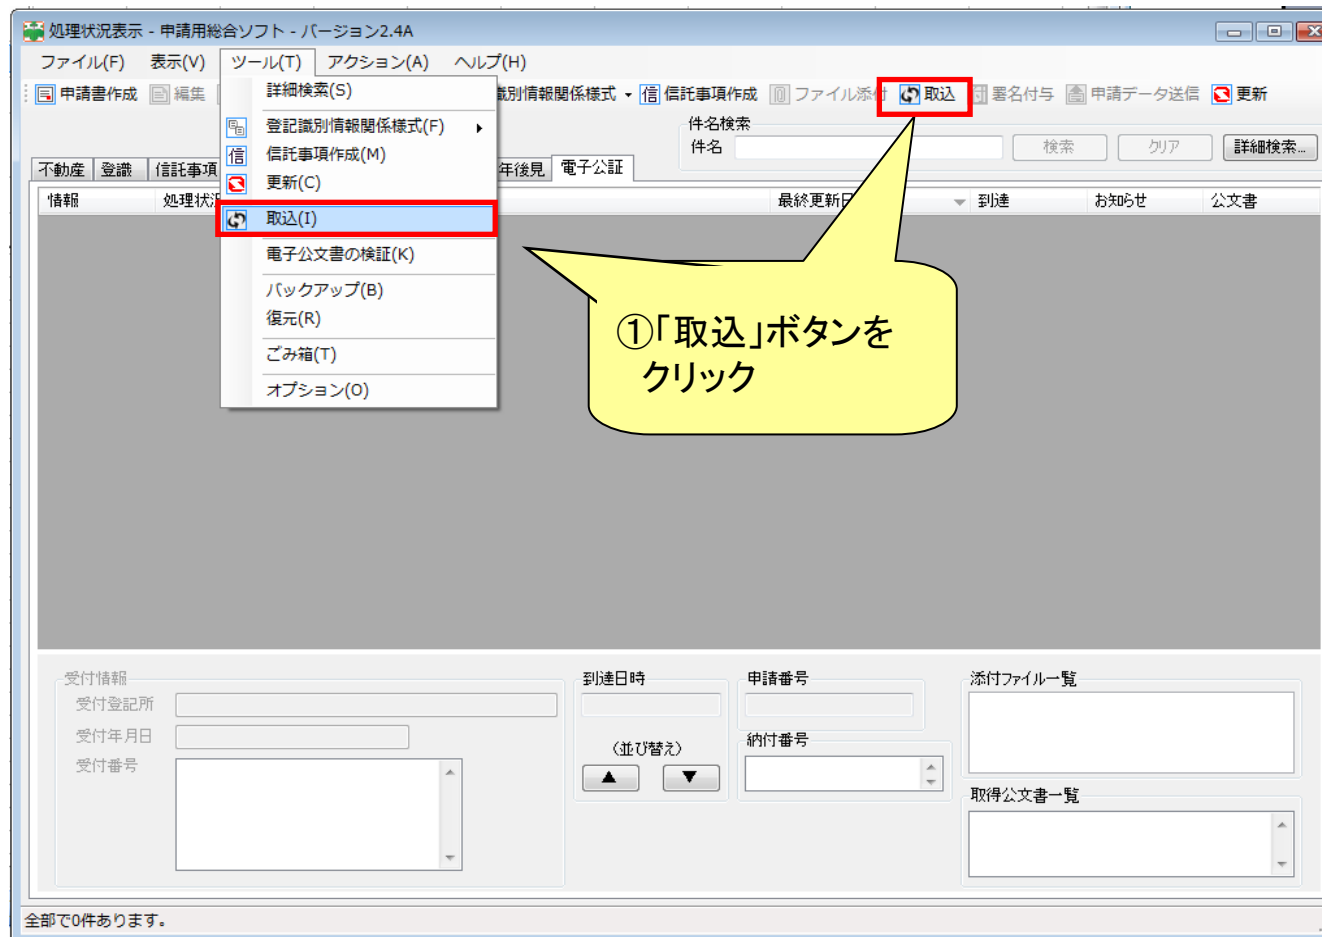 処理状況表示 - 申請用総合ソフト - バージョン2.4A
ファイル(F) 表示(V) ツール(T) アクション(A) ヘルプ(H)
申請書作成 編集 識別情報関係様式 信 信託事項作成 ファイル添付 取込 署名付与 申請データ送信 更新
詳細検索(S)
登記識別情報関係様式(F)
信 信託事項作成(M)
更新(C)
取込(I)
電子公文書の検証(K)
バックアップ(B)
復元(R)
ごみ箱(T)
オプション(O)
件名検索
件名 検索 クリア 詳細検索...
不動産 登識 信託事項 年後見 電子公証
情報 処理状況 最終更新日 到達 お知らせ 公文書
①「取込」ボタンを
クリック
受付情報
受付登記所
受付年月日
受付番号
到達日時
(並び替え)
▲ ▼
申請番号
納付番号
添付ファイル一覧
取得公文書一覧
全部で0件あります。